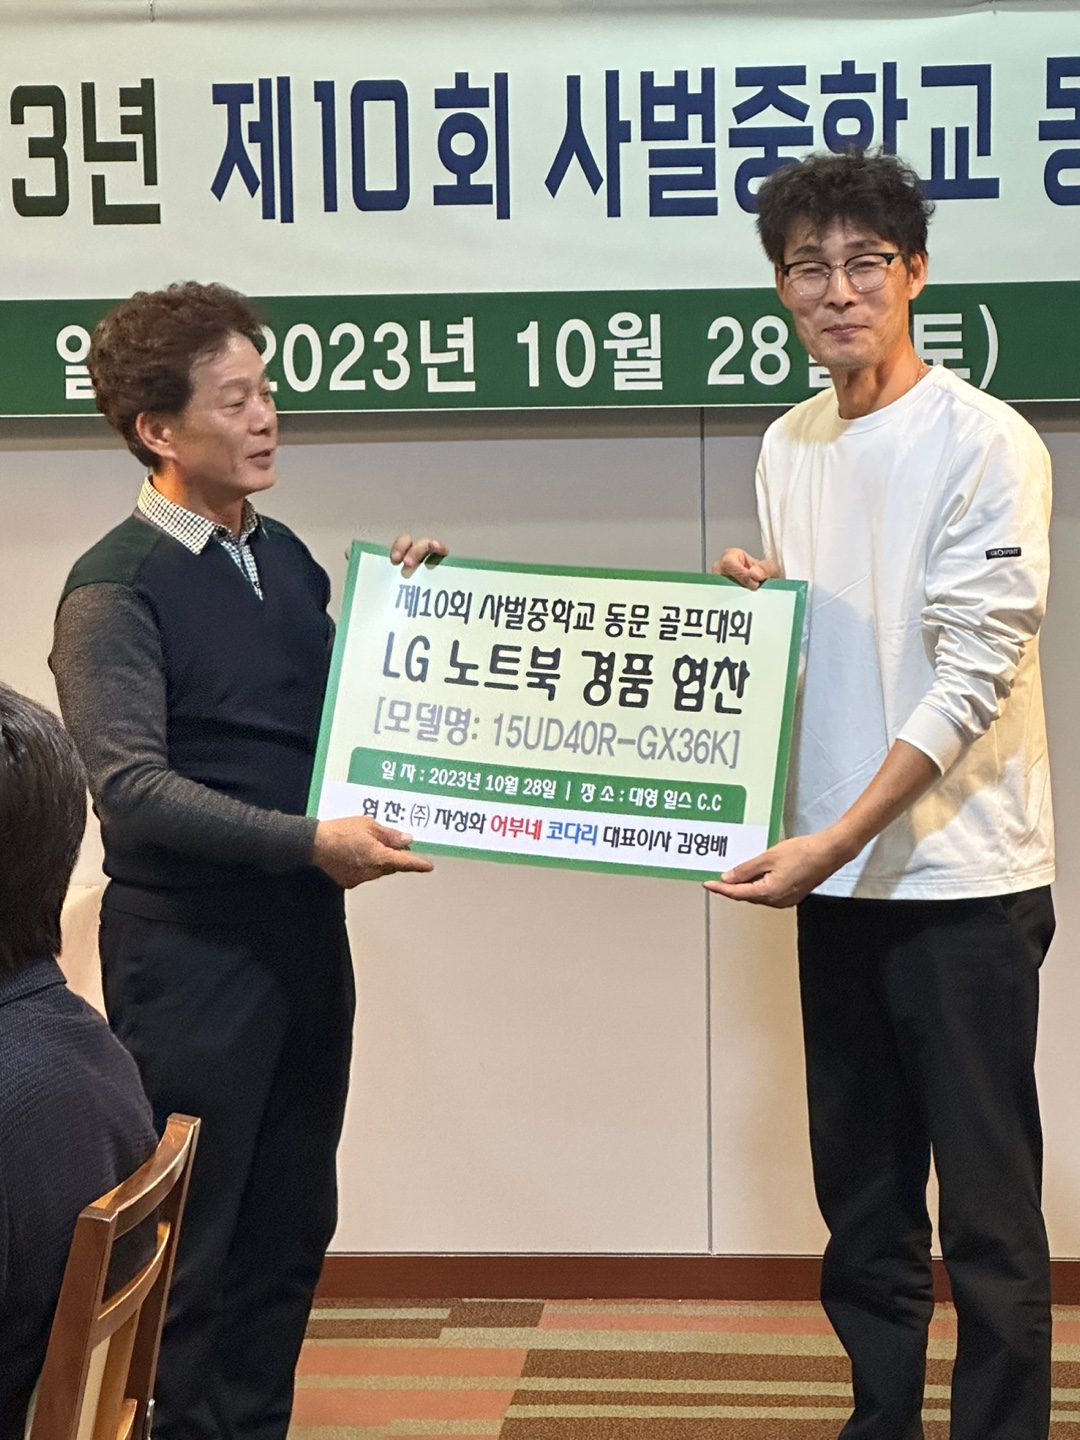 3년 제10회 사벌중학교 동
2023년 10월 28일 토)
제10회 사벌중학교 동문 골프대회
LG 노트북 경품 협찬
[모델명: 15UD40R-GX36K]
일 자 : 2023년 10월 28일 | 장 소 : 대영 힐스 C.C
협 찬: ㈜ 자성화 어부네 코다리 대표이사 김영배